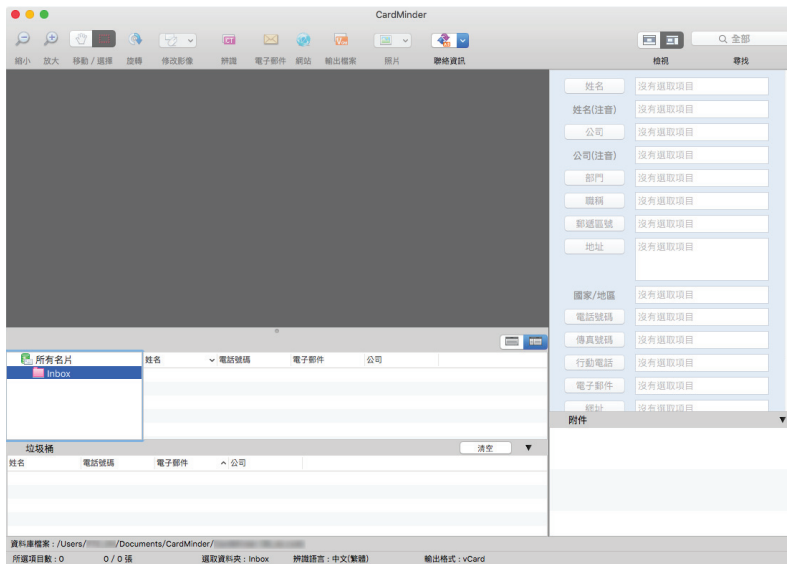 CardMinder
全部
縮小 放大 移動 / 選擇 旋轉 修改影像 辨識 電子郵件 網站 輸出檔案 照片 聯絡資訊 檢視 尋找
姓名 沒有選取項目
姓名(注音) 沒有選取項目
公司 沒有選取項目
公司(注音) 沒有選取項目
部門 沒有選取項目
職稱 沒有選取項目
郵遞區號 沒有選取項目
地址 沒有選取項目
國家/地區 沒有選取項目
電話號碼 沒有選取項目
傳真號碼 沒有選取項目
行動電話 沒有選取項目
電子郵件 沒有選取項目
網址 沒有選取項目
附件
所有名片
Inbox
姓名 電話號碼 電子郵件 公司
垃圾桶 清空
姓名 電話號碼 電子郵件 公司
資料庫檔案 : /Users/ /Documents/CardMinder/
所選項目數 : 0 0 / 0 張 選取資料夾 : Inbox 辨識語言 : 中文(繁體) 輸出格式 : vCard